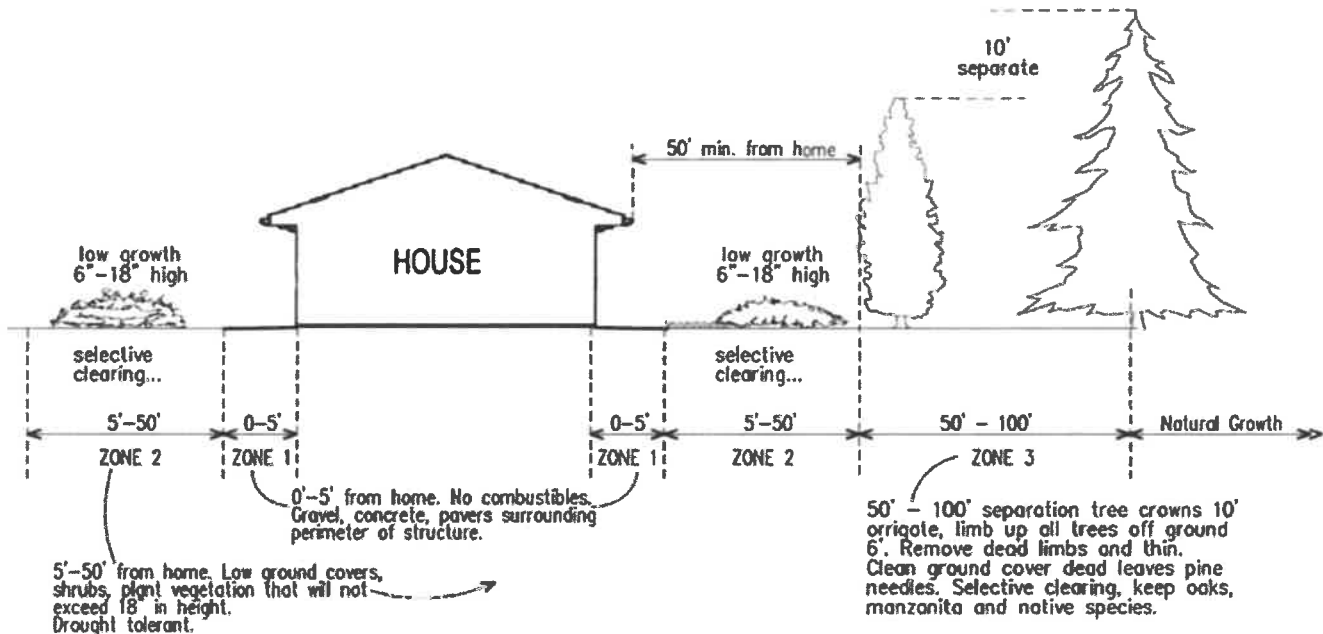 10'
separate
50' min. from home
low growth
6"-18" high
HOUSE
low growth
6"-18" high
selective
clearing...
selective
clearing...
5'-50'
0-5'
0-5'
5'-50'
50' - 100'
Natural Growth
ZONE 2
ZONE 1
ZONE 1
ZONE 2
ZONE 3
0'-5' from home. No combustibles.
Gravel, concrete, pavers surrounding
perimeter of structure.
5'-50' from home. Low ground covers,
shrubs, plant vegetation that will not
exceed 18" in height.
Drought tolerant.
50' - 100' separation tree crowns 10'
orrigate, limb up all trees off ground
6'. Remove dead limbs and thin.
Clean ground cover dead leaves pine
needles. Selective clearing, keep oaks,
manzanita and native species.